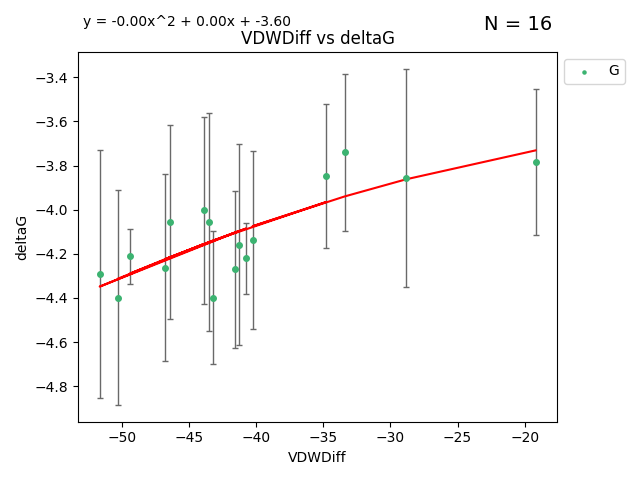 y = -0.00x^2 + 0.00x + -3.60
N = 16
VDWDiff vs deltaG
G
−3.4
−3.6
−3.8
−4.0
−4.2
−4.4
−4.6
−4.8
deltaG
−50 −45 −40 −35 −30 −25 −20
VDWDiff